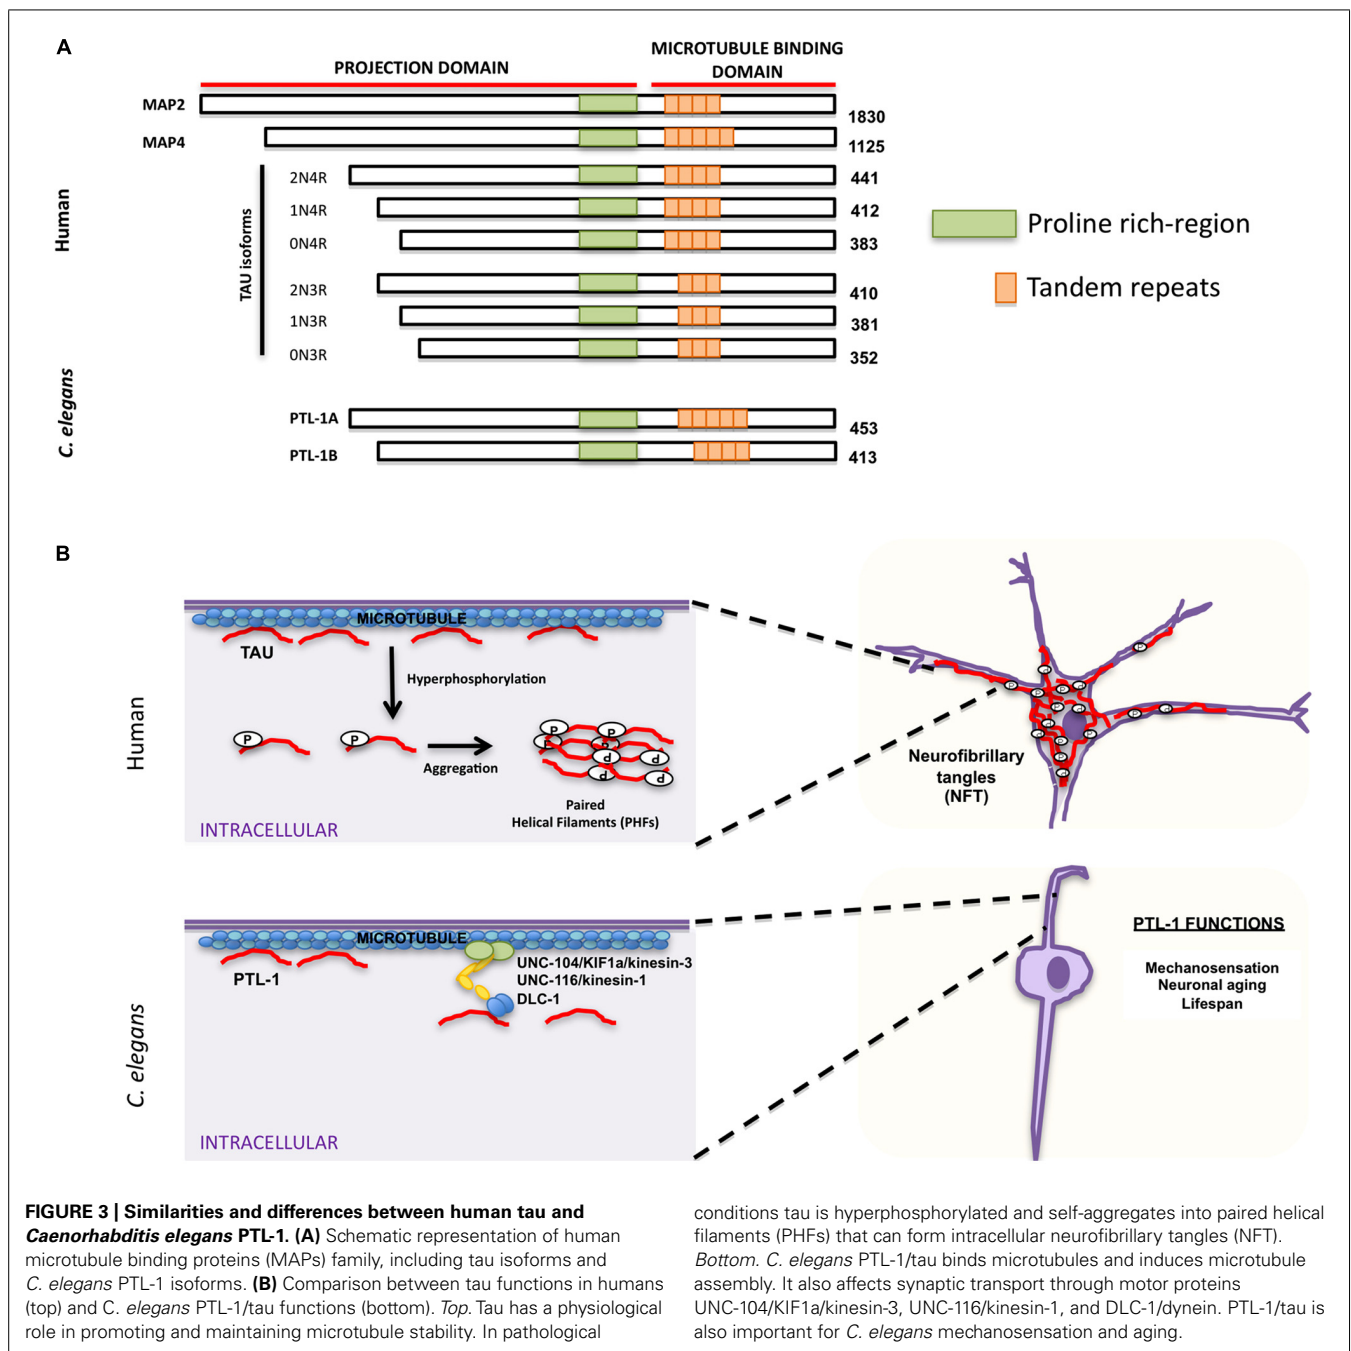 A
PROJECTION DOMAIN
MICROTUBULE BINDING
DOMAIN
MAP2
1830
MAP4
1125
Human
TAU isoforms
2N4R
441
1N4R
412
0N4R
383
2N3R
410
1N3R
381
0N3R
352
Proline rich-region
Tandem repeats
C. elegans
PTL-1A
453
PTL-1B
413
B
Human
MICROTUBULE
TAU
Hyperphosphorylation
P
P
Aggregation
P
P
P
P
P
P
P
P
Paired
Helical Filaments (PHFs)
INTRACELLULAR
Neurofibrillary
tangles
(NFT)
C. elegans
MICROTUBULE
PTL-1
UNC-104/KIF1a/kinesin-3
UNC-116/kinesin-1
DLC-1
INTRACELLULAR
PTL-1 FUNCTIONS
Mechanosensation
Neuronal aging
Lifespan
FIGURE 3 | Similarities and differences between human tau and
Caenorhabditis elegans PTL-1. (A) Schematic representation of human
microtubule binding proteins (MAPs) family, including tau isoforms and
C. elegans PTL-1 isoforms. (B) Comparison between tau functions in humans
(top) and C. elegans PTL-1/tau functions (bottom). Top. Tau has a physiological
role in promoting and maintaining microtubule stability. In pathological
conditions tau is hyperphosphorylated and self-aggregates into paired helical
filaments (PHFs) that can form intracellular neurofibrillary tangles (NFT).
Bottom. C. elegans PTL-1/tau binds microtubules and induces microtubule
assembly. It also affects synaptic transport through motor proteins
UNC-104/KIF1a/kinesin-3, UNC-116/kinesin-1, and DLC-1/dynein. PTL-1/tau is
also important for C. elegans mechanosensation and aging.